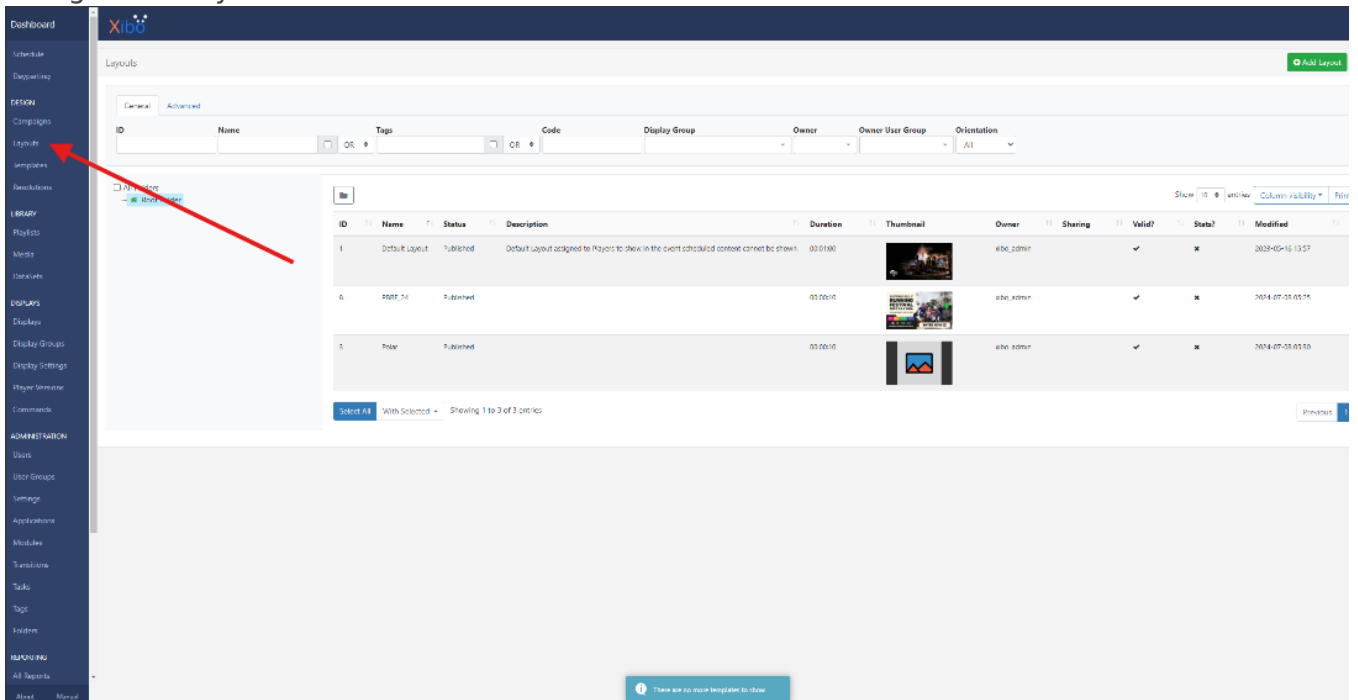 Dashboard
Xibo
Schedule
Dayparting
DESIGN
Campaigns
Layouts
Templates
Resolutions
LIBRARY
Playlists
Media
DataSets
DISPLAYS
Displays
Display Groups
Display Settings
Player Versions
Commands
ADMINISTRATION
Users
User Groups
Settings
Applications
Modules
Transitions
Tasks
Tags
Folders
REPORTING
All Reports
About Manual
Layouts
Add Layout
General Advanced
ID Name Tags Code Display Group Owner Owner User Group Orientation
OR OR All
All Folders
Root Folder
Show 10 entries Column visibility Print
ID Name Status Description Duration Thumbnail Owner Sharing Valid? Stats? Modified
1 Default Layout Published Default Layout assigned to Players to show in the event scheduled content cannot be shown. 00:01:00 xibo_admin 2023-05-16 13:57
Published 00:00:10 xibo_admin
RUNNING
FESTIVAL
Polar Published 00:00:10 xibo_admin
Select All With Selected Showing 1 to 3 of 3 entries
Previous 1
There are no more templates to show